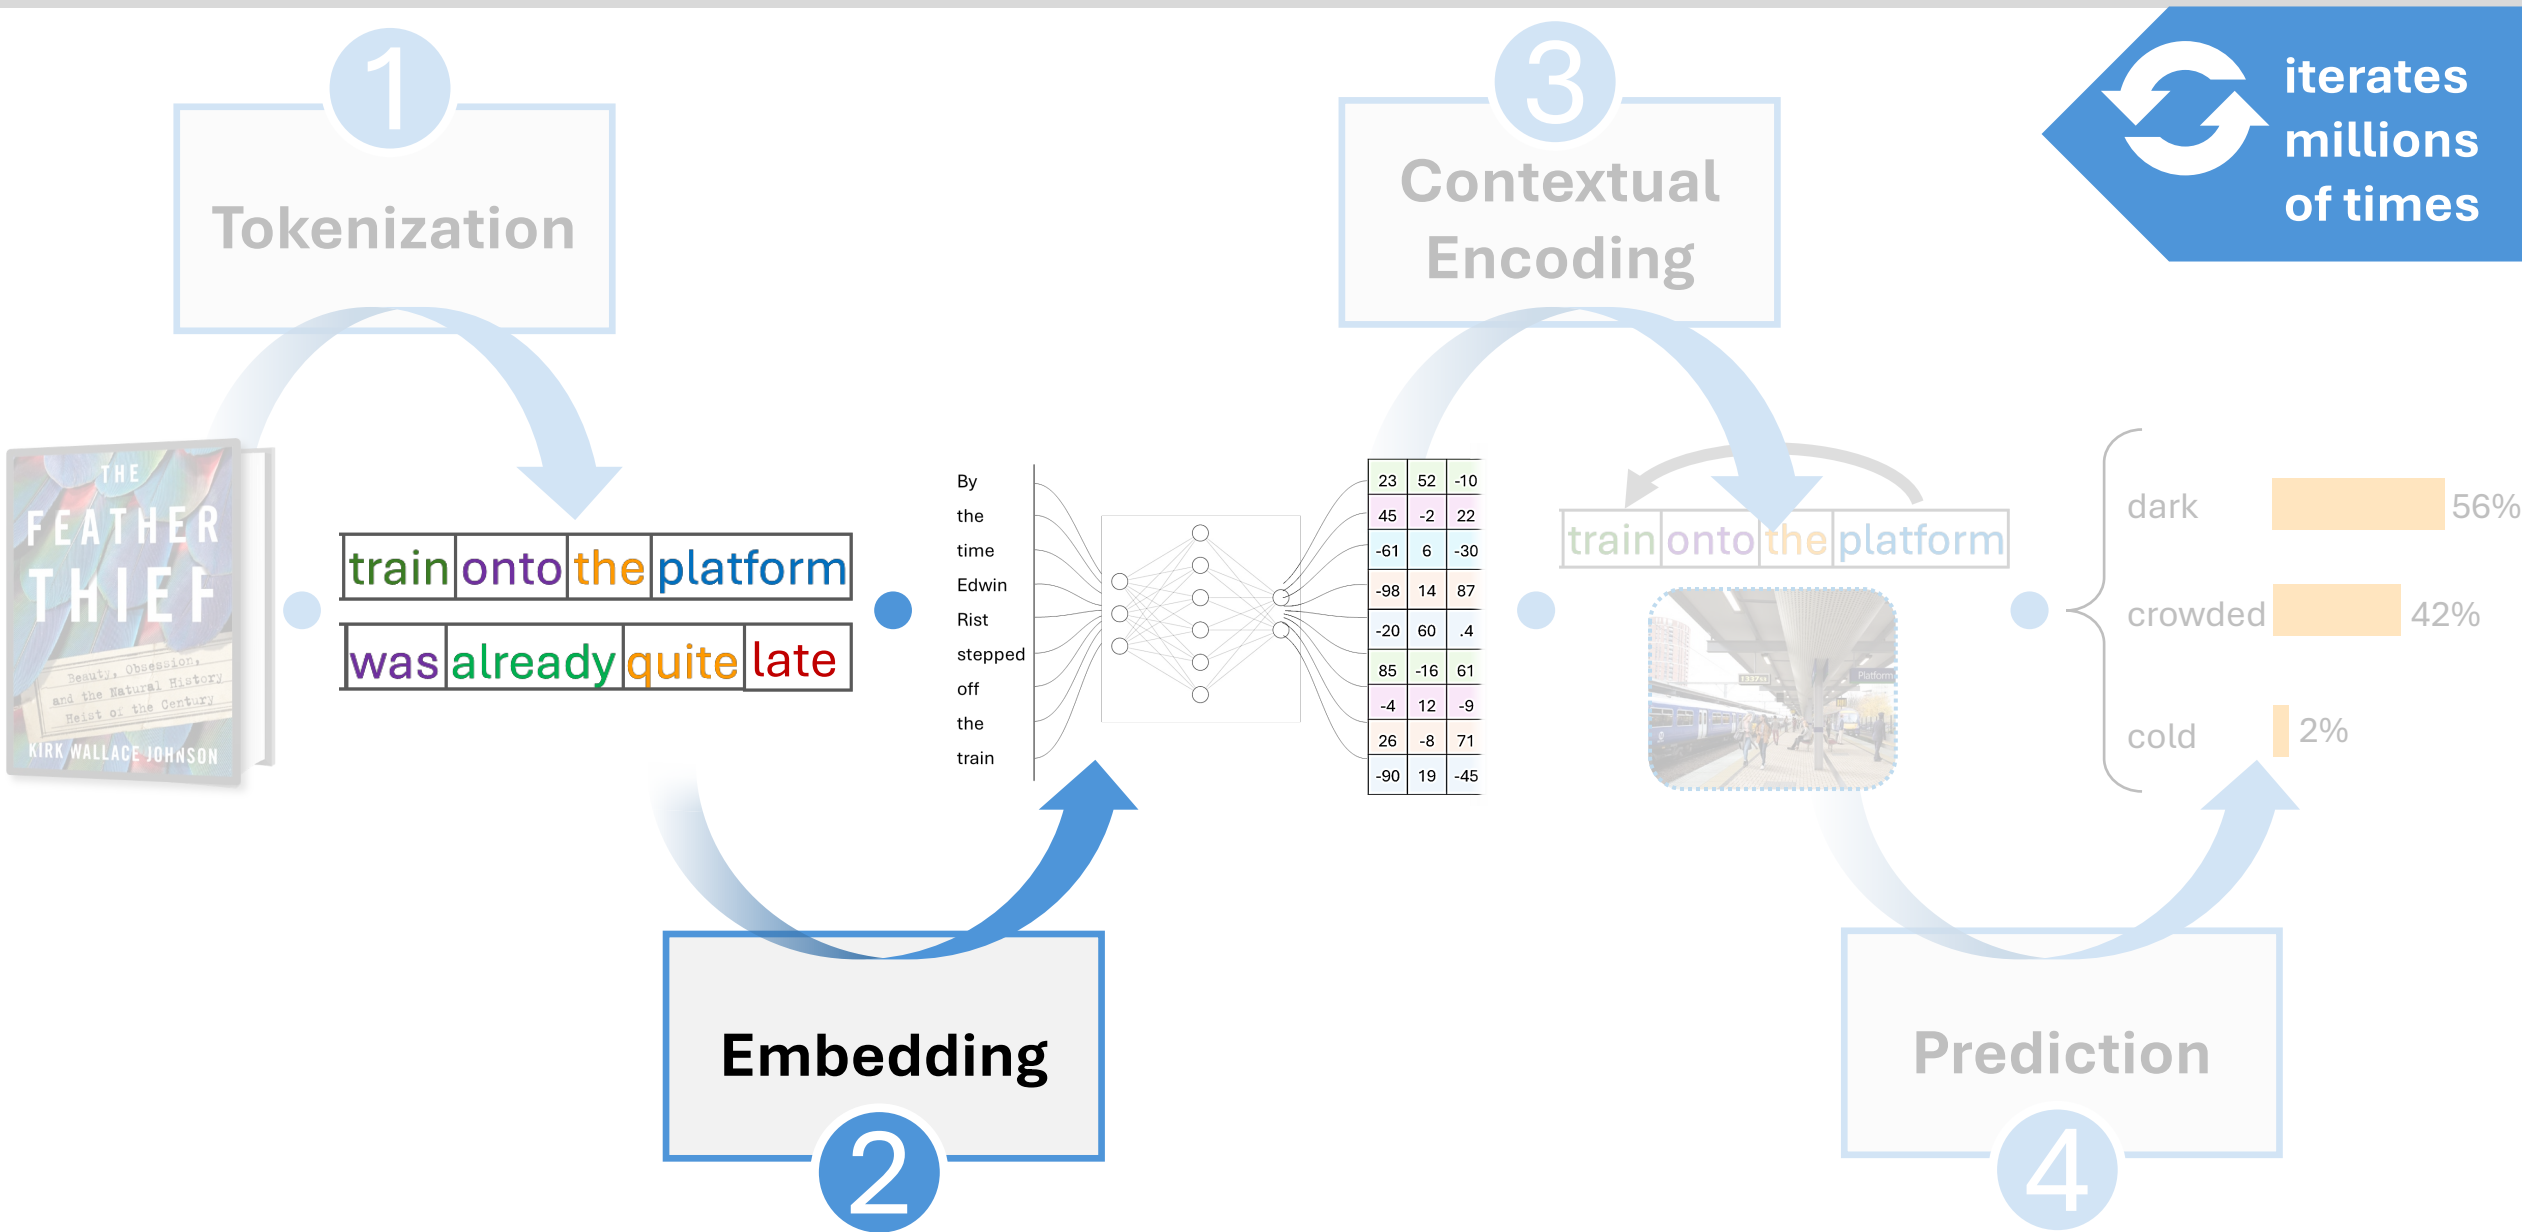 1
Tokenization
3
Contextual
Encoding
iterates
millions
of times
THE
FEATHER
THIEF
Beauty, Obsession,
and the Natural History
Heist of the Century
KIRK WALLACE JOHNSON
train onto the platform
was already quite late
By
the
time
Edwin
Rist
stepped
off
the
train
23 52 -10
45 -2 22
-61 6 -30
-98 14 87
-20 60 .4
85 -16 61
-4 12 -9
26 -8 71
-90 19 -45
train onto the platform
Platform
dark 56%
crowded 42%
cold 2%
Embedding
2
Prediction
4